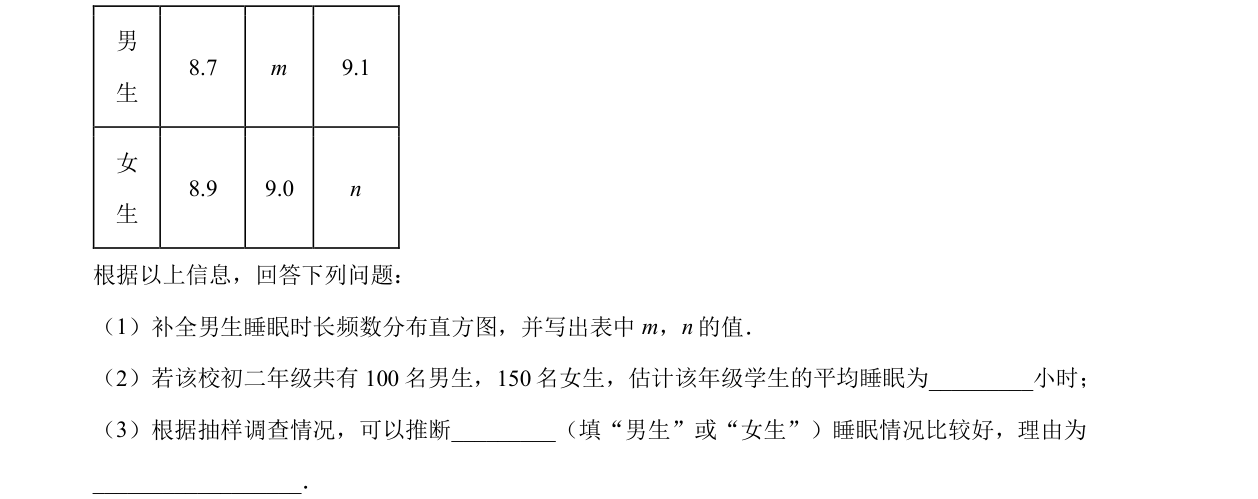 男
生
8.7
m
9.1
女
生
8.9
9.0
n
根据以上信息，回答下列问题：
（1）补全男生睡眠时长频数分布直方图，并写出表中 m，n 的值．
（2）若该校初二年级共有 100 名男生，150 名女生，估计该年级学生的平均睡眠为_________小时；
（3）根据抽样调查情况，可以推断_________（填“男生”或“女生”）睡眠情况比较好，理由为
__________________．